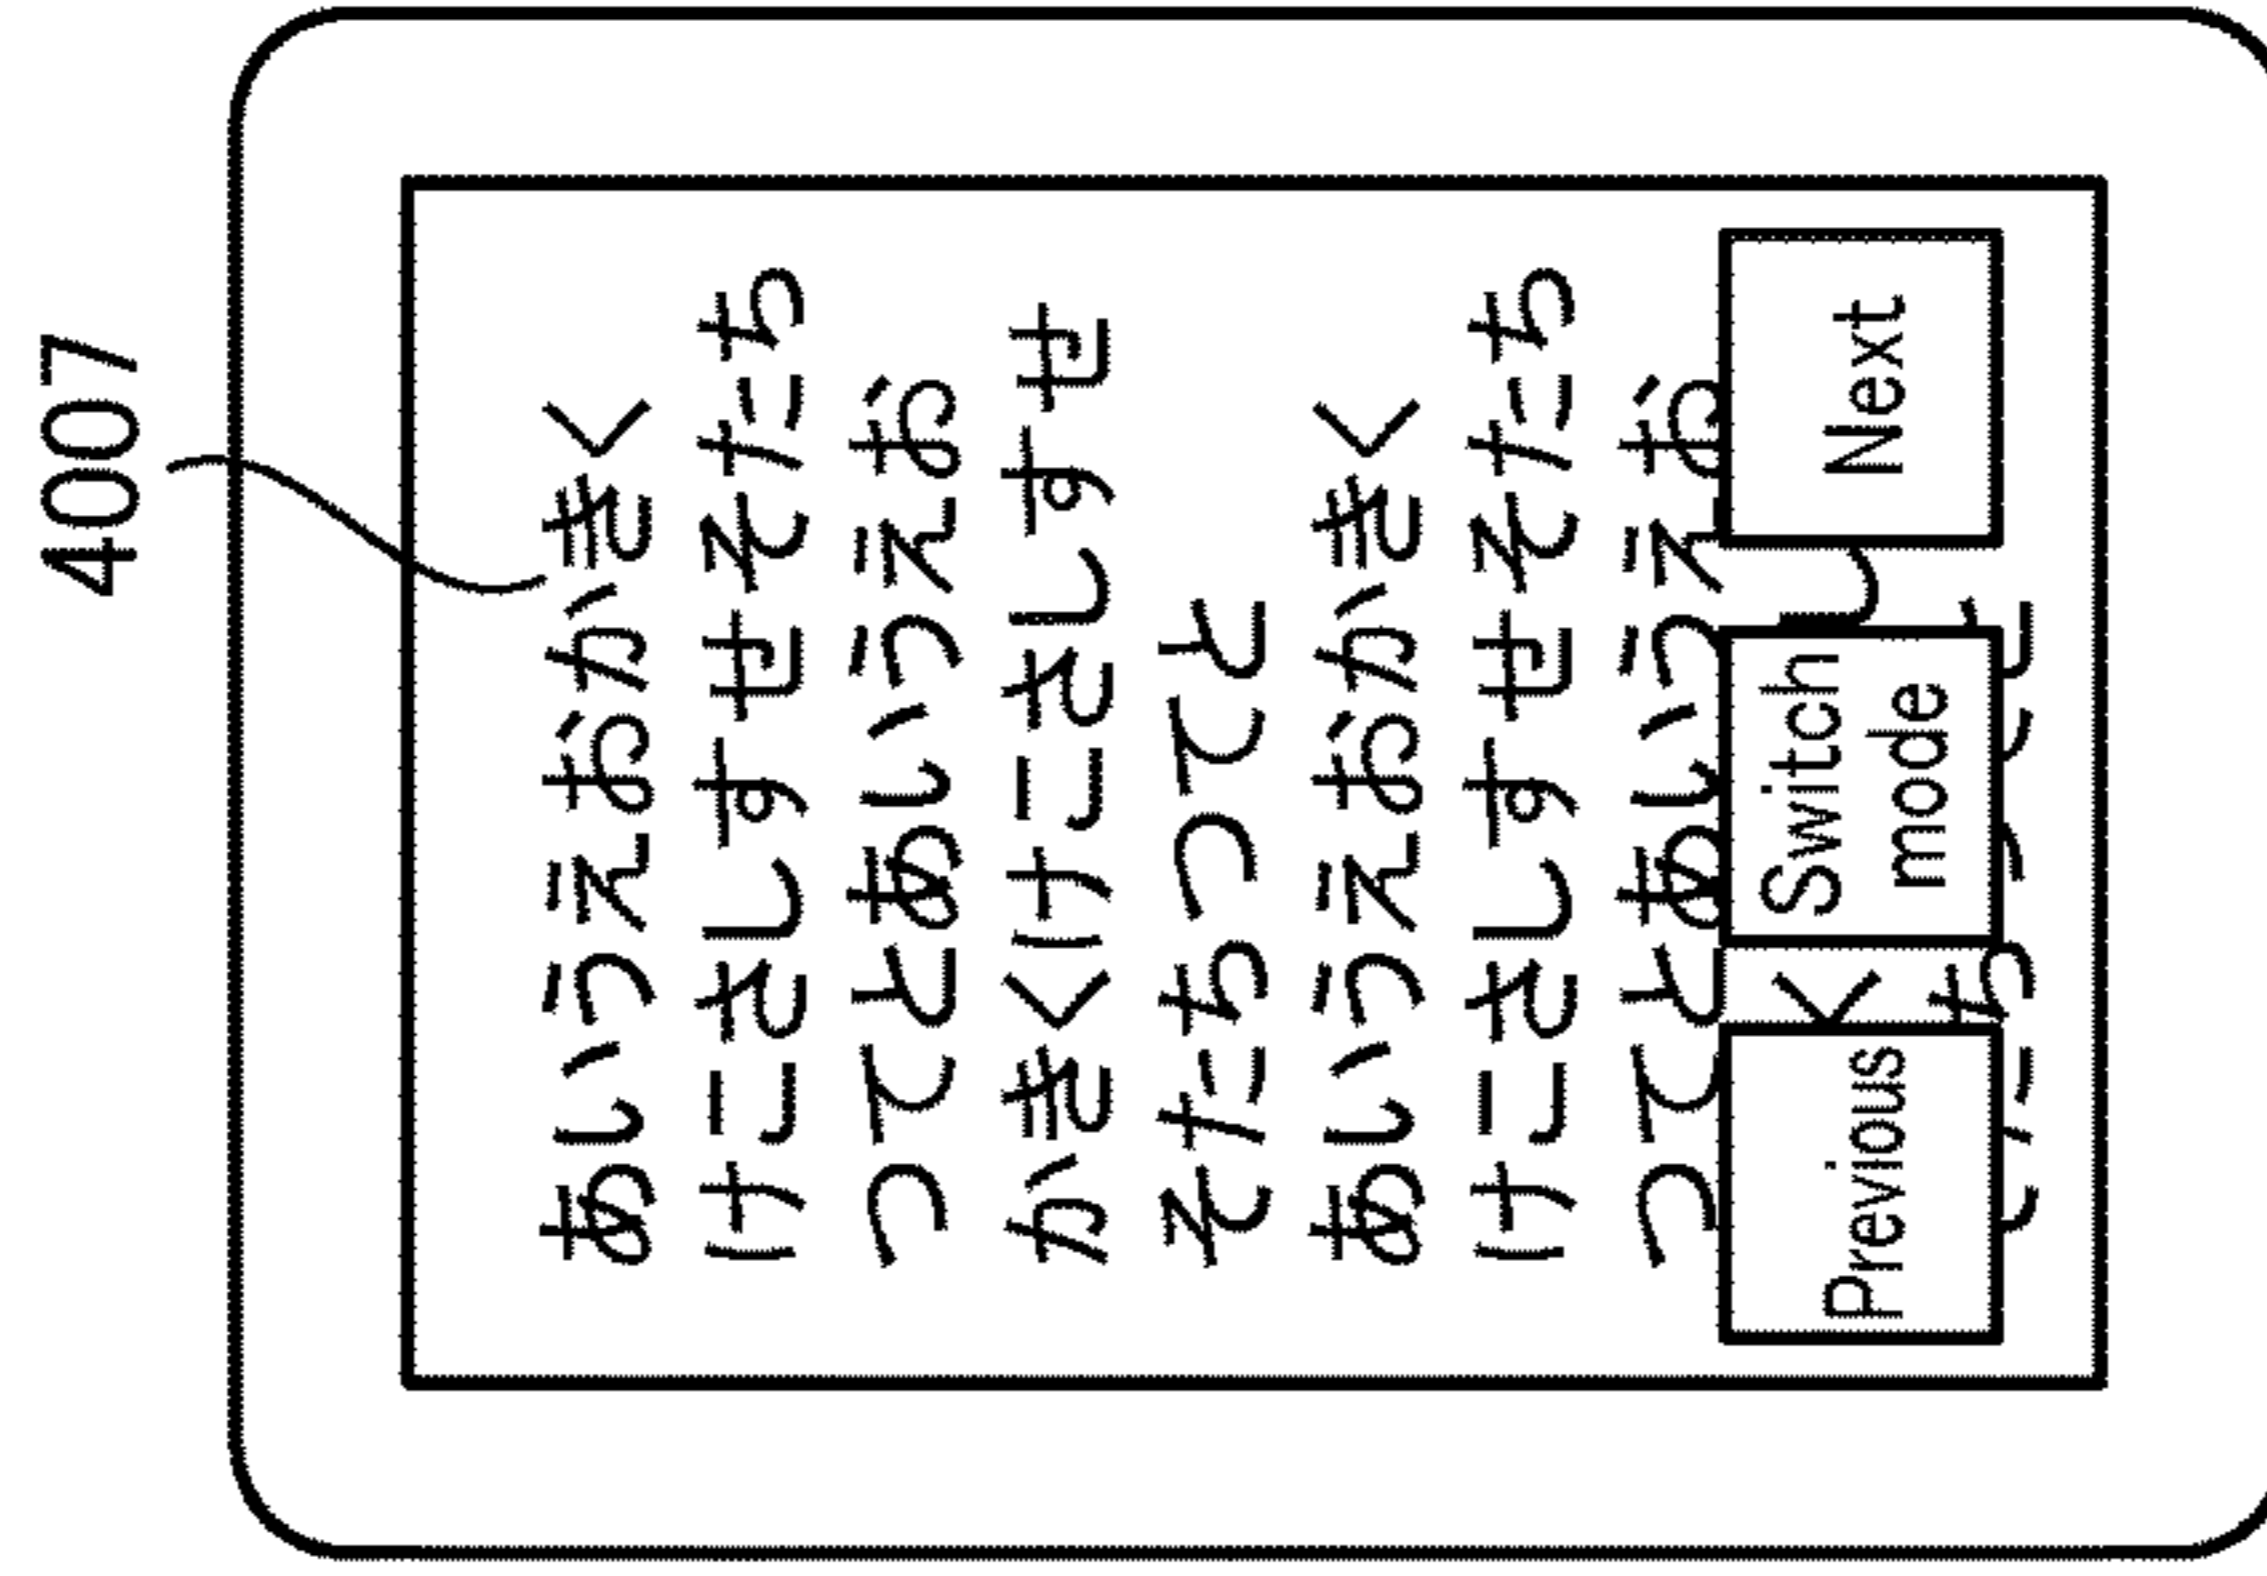 4007
あいうえおかきく
けこさしすせそたち
つてとあいうえお
かきくけこさしすせ
そたちつてと
あいうえおかきく
けこさしすせそたち
つてとあいうえお
く し
ち
Previous
Switch
mode
Next